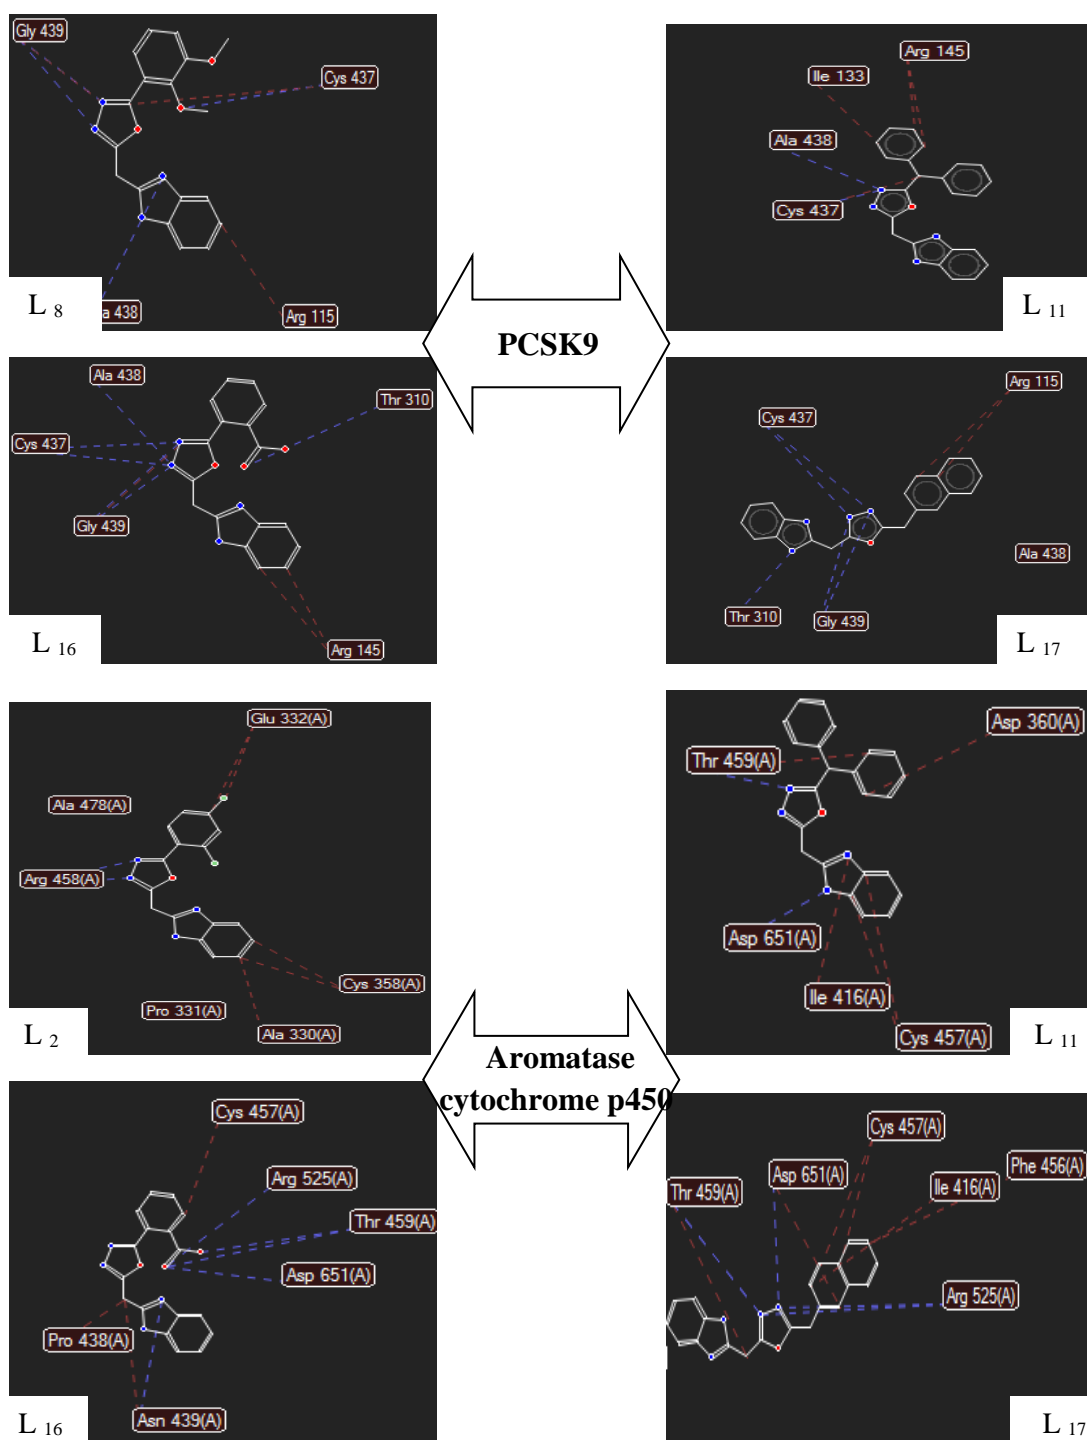 Gly 439
Cys 437
a 438
Arg 115
L 8
Arg 145
Ile 133
Ala 438
Cys 437
L 11
PCSK9
Ala 438
Thr 310
Cys 437
Gly 439
Arg 145
L 16
Arg 115
Cys 437
Ala 438
Thr 310
Gly 439
L 17
Glu 332(A)
Ala 478(A)
Arg 458(A)
Cys 358(A)
Pro 331(A)
Ala 330(A)
L 2
Asp 360(A)
Thr 459(A)
Asp 651(A)
Ile 416(A)
Cys 457(A)
L 11
Aromatase
cytochrome p450
Cys 457(A)
Arg 525(A)
Thr 459(A)
Asp 651(A)
Pro 438(A)
Asn 439(A)
L 16
Cys 457(A)
Phe 456(A)
Asp 651(A)
Ile 416(A)
Thr 459(A)
Arg 525(A)
L 17